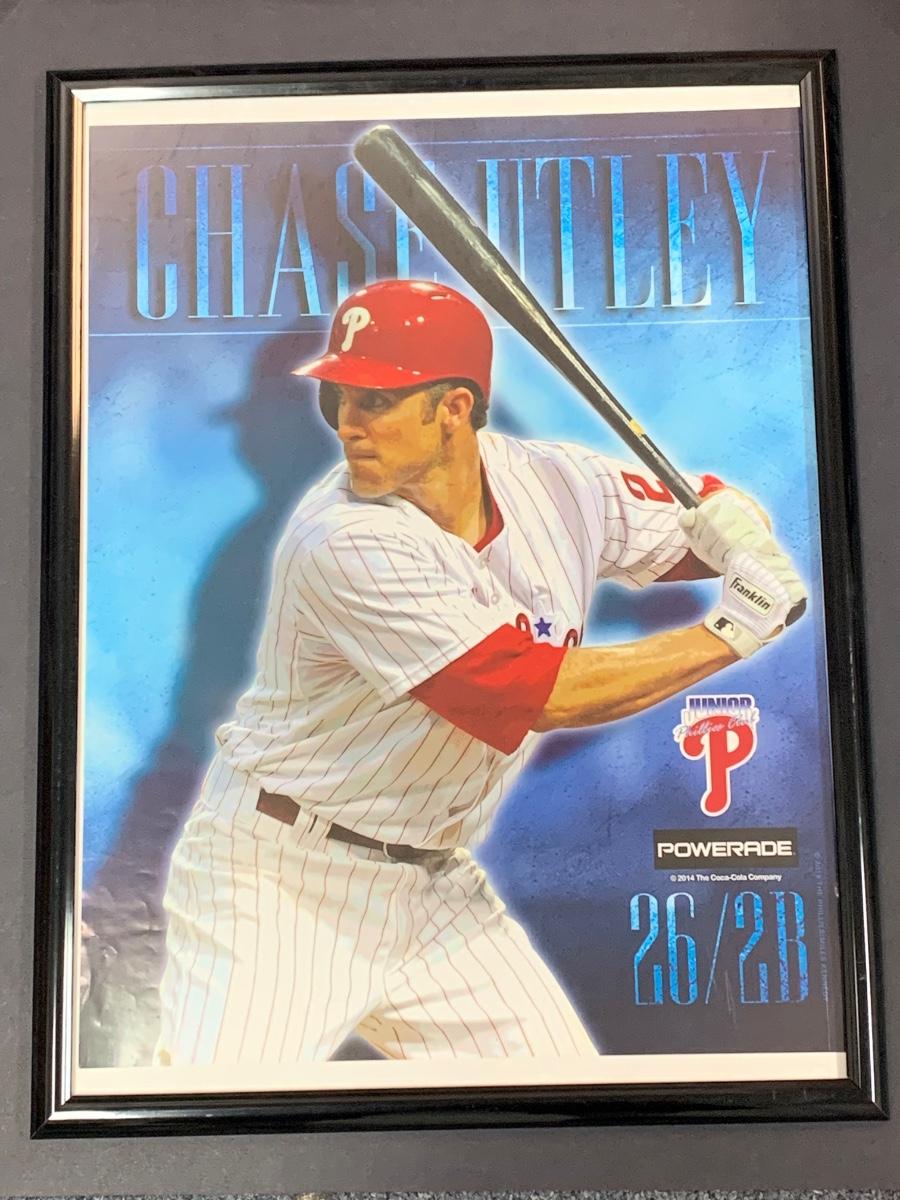 CHASE UTLEY
P
2
Franklin
JUNIOR
Phillies Club
P
POWERADE
© 2014 The Coca-Cola Company
26/2B